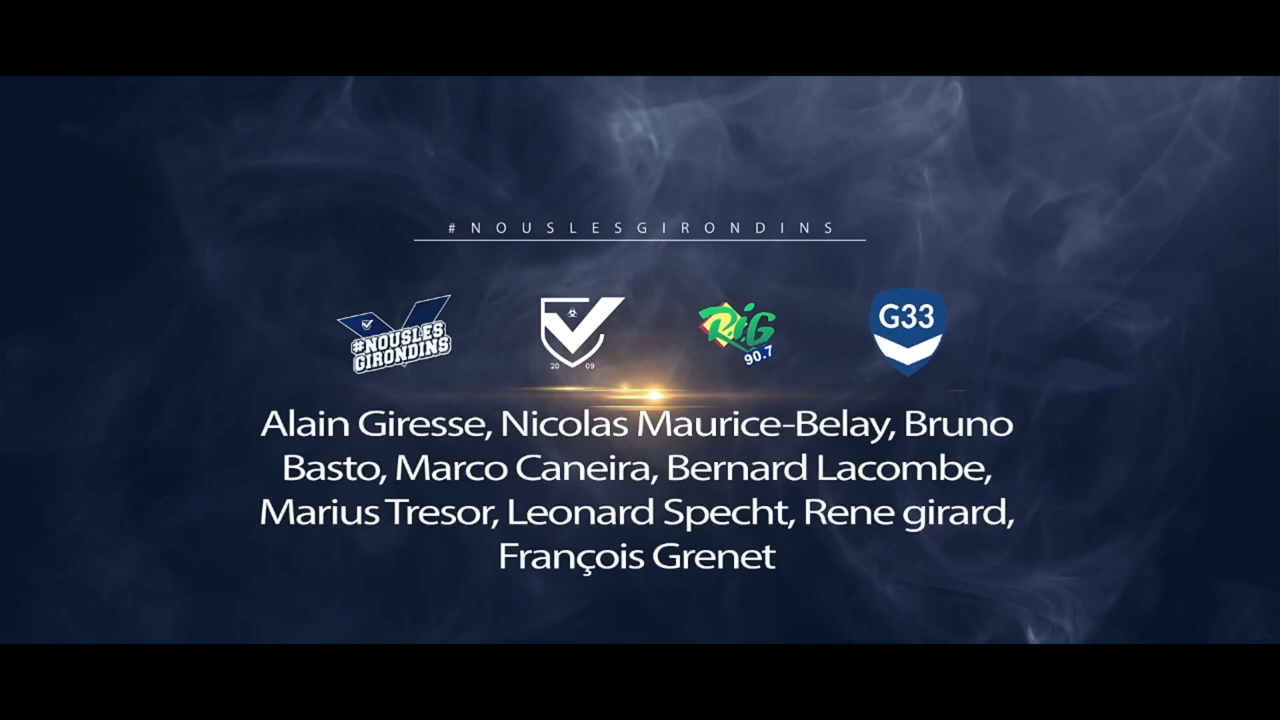 #NOUSLESGIRONDINS
#NOUSLES
GIRONDINS
20 09
R.i.G
90.7
G33
Alain Giresse, Nicolas Maurice-Belay, Bruno
Basto, Marco Caneira, Bernard Lacombe,
Marius Tresor, Leonard Specht, Rene girard,
François Grenet